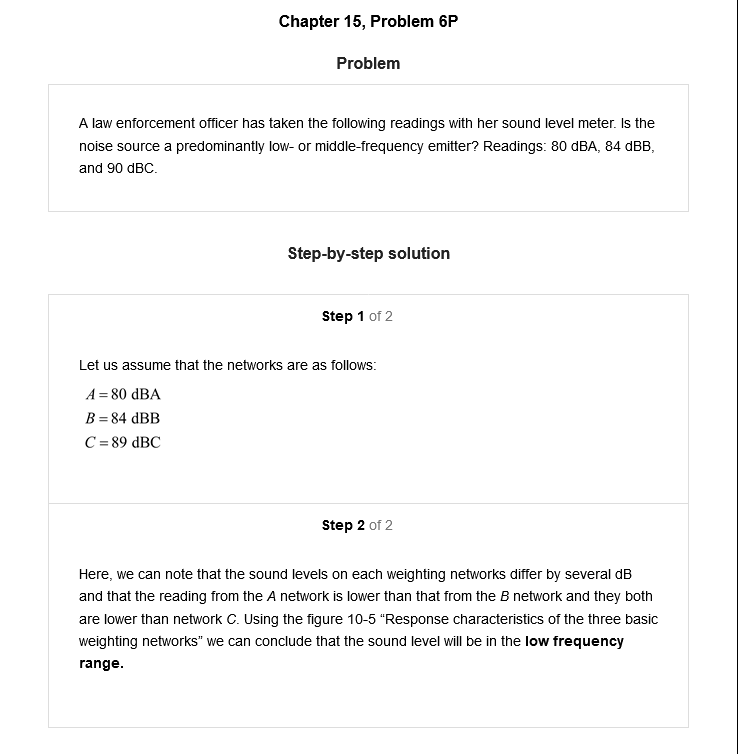 Chapter 15, Problem 6P
Problem
A law enforcement officer has taken the following readings with her sound level meter. Is the
noise source a predominantly low- or middle-frequency emitter? Readings: 80 dBA, 84 dBB,
and 90 dBC.
Step-by-step solution
Step 1 of 2
Let us assume that the networks are as follows:
A = 80 dBA
B = 84 dBB
C = 89 dBC
Step 2 of 2
Here, we can note that the sound levels on each weighting networks differ by several dB
and that the reading from the A network is lower than that from the B network and they both
are lower than network C. Using the figure 10-5 “Response characteristics of the three basic
weighting networks” we can conclude that the sound level will be in the low frequency
range.